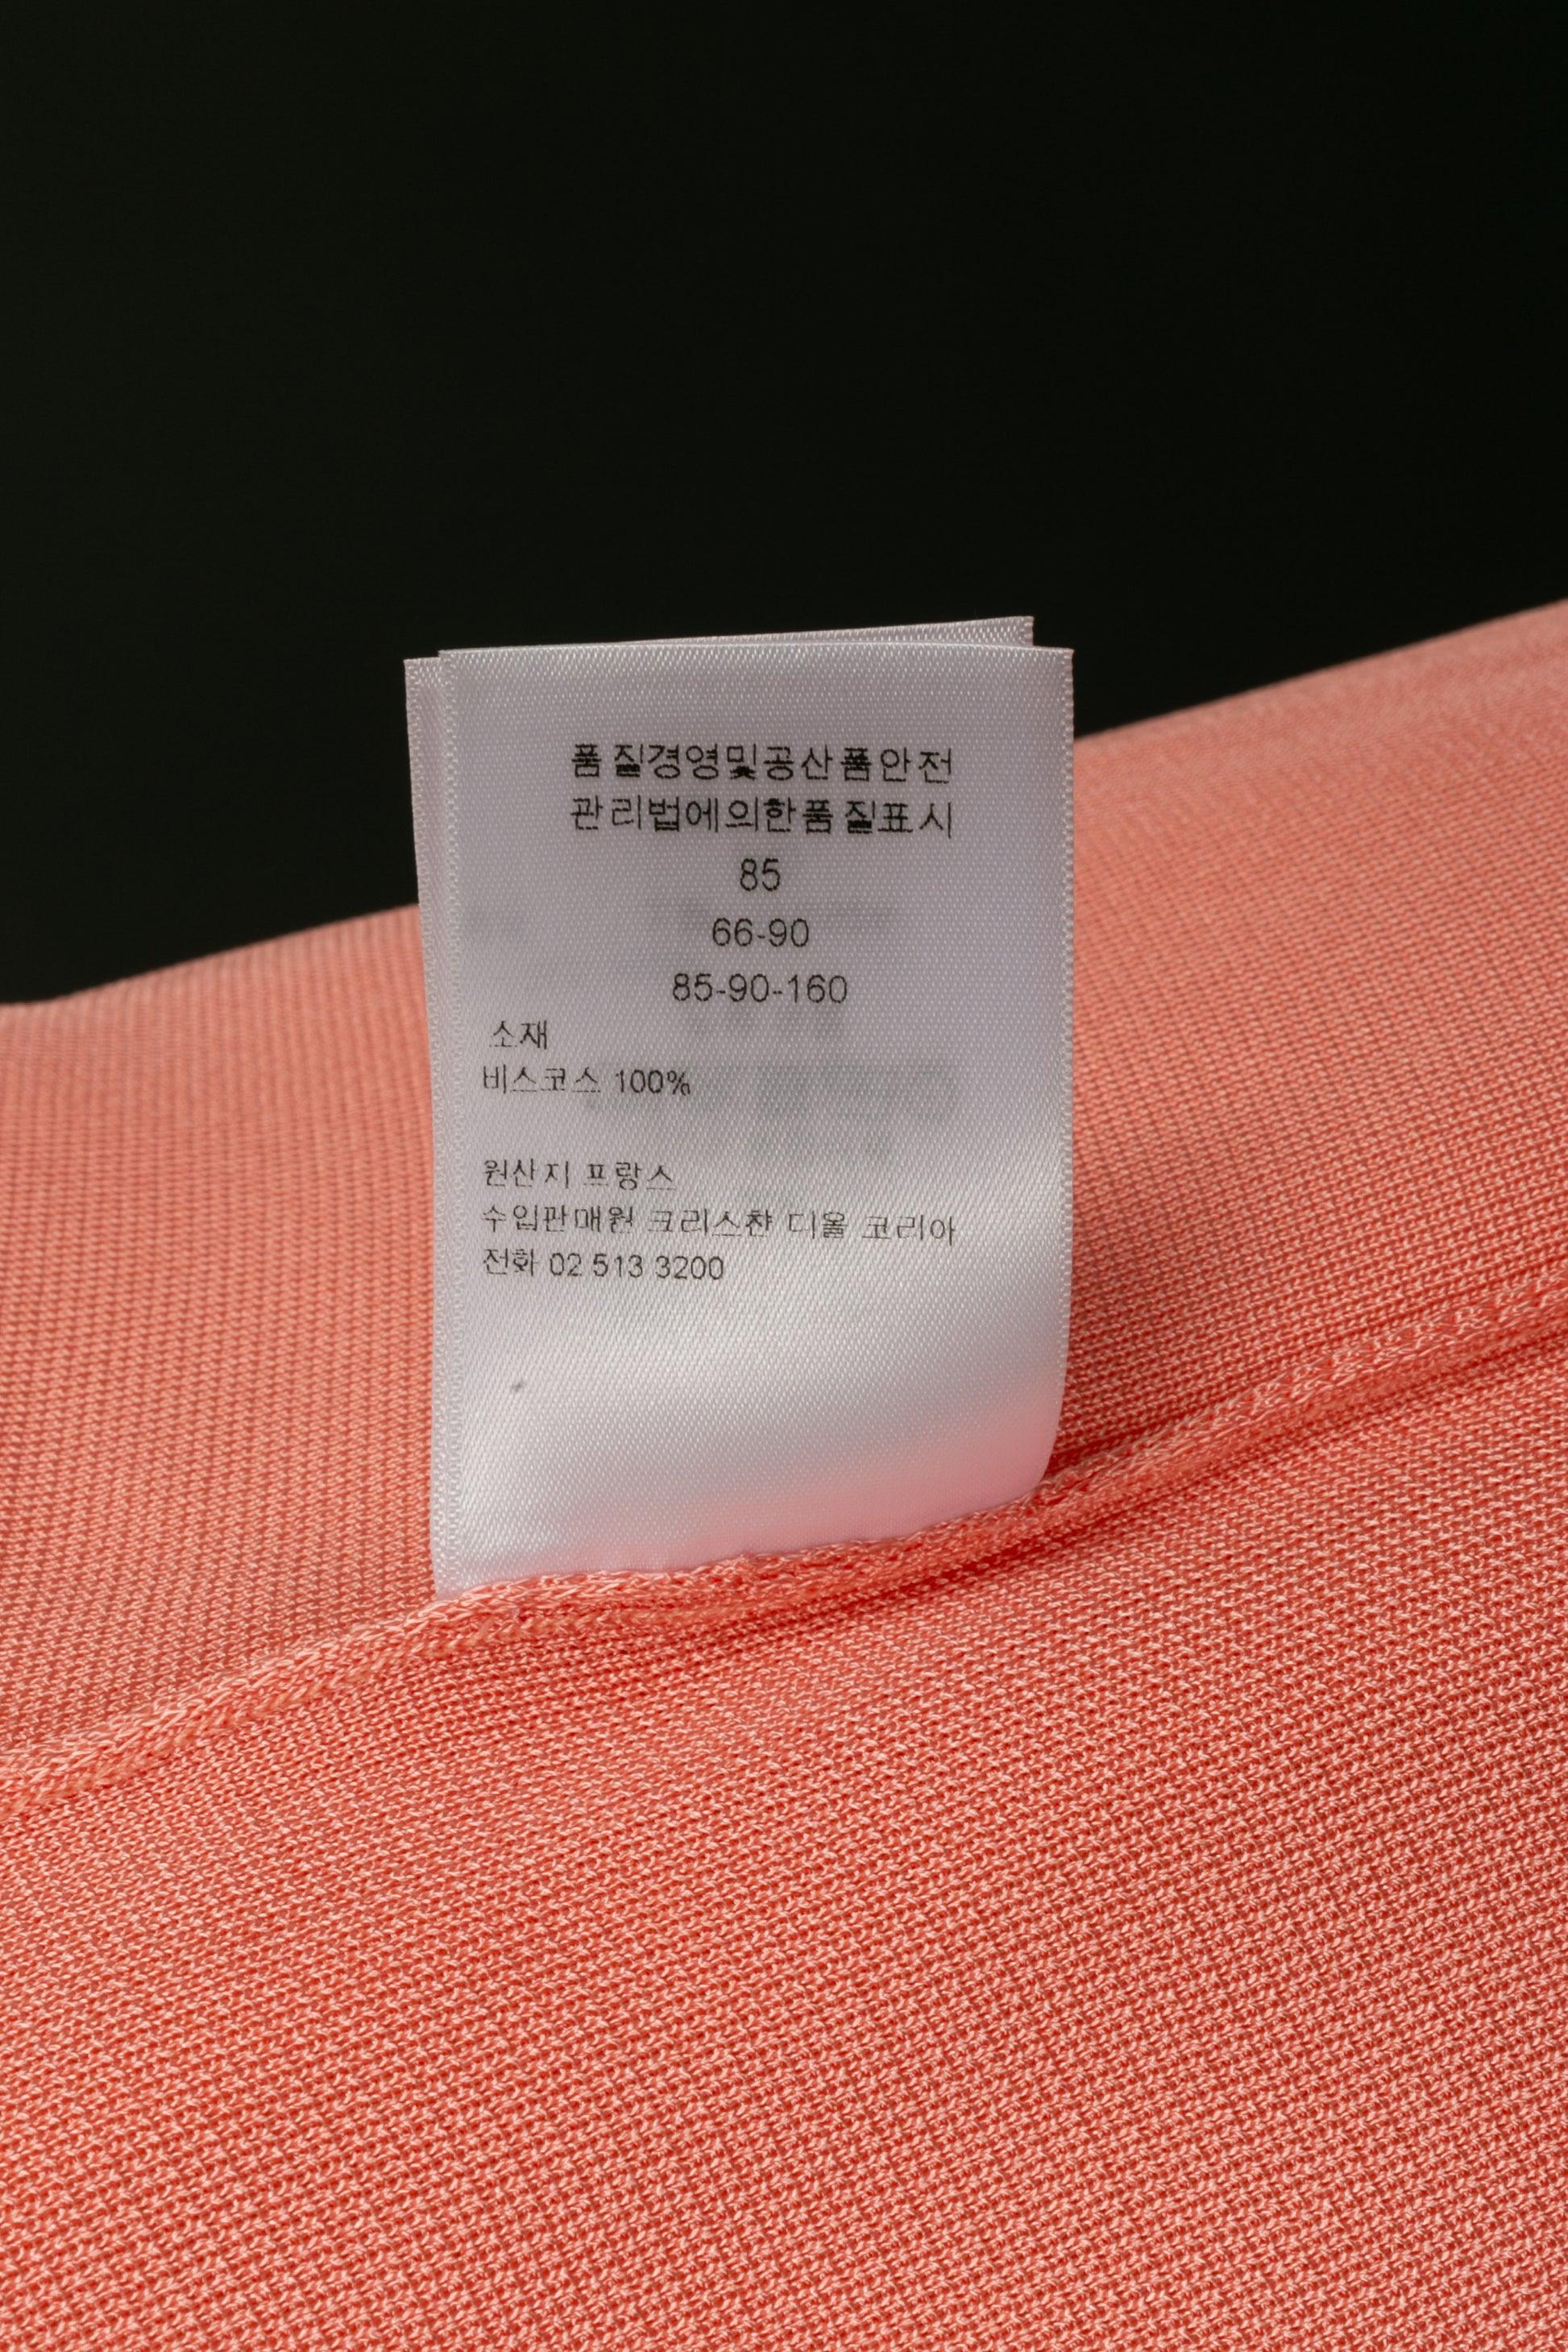 품질경영및공산품안전
관리법에의한품질표시
85
66-90
85-90-160
소재
비스코스 100%
원산지 프랑스
수입판매원 크리스챤 디올 코리아
전화 02 513 3200